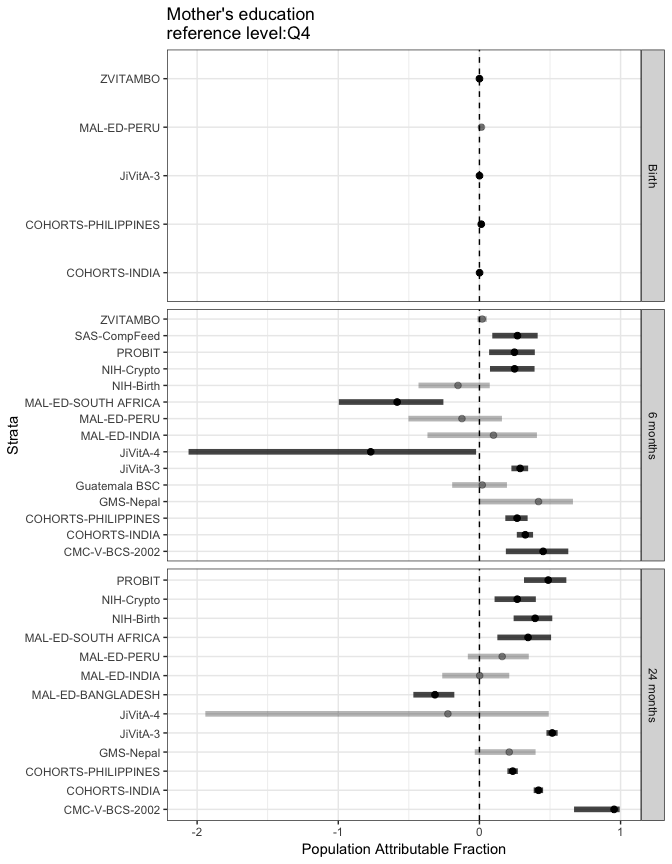 Mother's education
reference level:Q4
Strata
ZVITAMBO
MAL-ED-PERU
JiVitA-3
COHORTS-PHILIPPINES
COHORTS-INDIA
Birth
ZVITAMBO
SAS-CompFeed
PROBIT
NIH-Crypto
NIH-Birth
MAL-ED-SOUTH AFRICA
MAL-ED-PERU
MAL-ED-INDIA
JiVitA-4
JiVitA-3
Guatemala BSC
GMS-Nepal
COHORTS-PHILIPPINES
COHORTS-INDIA
CMC-V-BCS-2002
6 months
PROBIT
NIH-Crypto
NIH-Birth
MAL-ED-SOUTH AFRICA
MAL-ED-PERU
MAL-ED-INDIA
MAL-ED-BANGLADESH
JiVitA-4
JiVitA-3
GMS-Nepal
COHORTS-PHILIPPINES
COHORTS-INDIA
CMC-V-BCS-2002
24 months
-2 -1 0 1
Population Attributable Fraction